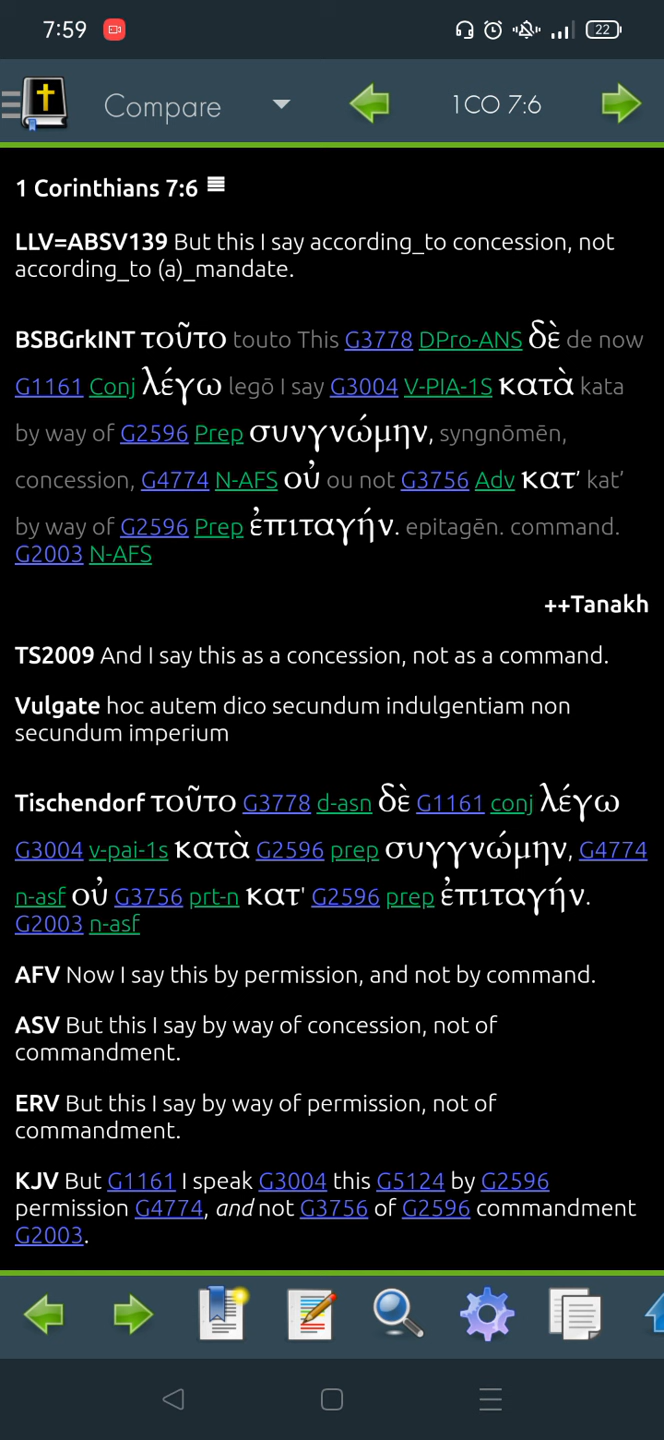 7:59
22
Compare
1CO 7:6
1 Corinthians 7:6
LLV=ABSV139 But this I say according_to concession, not
according_to (a)_mandate.
BSBGrkINT τοῦτο touto This G3778 DPro-ANS δὲ de now
G1161 Conj λέγω legō I say G3004 V-PIA-1S κατὰ kata
by way of G2596 Prep συνγνώμην, syngnōmēn,
concession, G4774 N-AFS οὐ ou not G3756 Adv κατ’ kat’
by way of G2596 Prep ἐπιταγήν. epitagēn. command.
G2003 N-AFS
++Tanakh
TS2009 And I say this as a concession, not as a command.
Vulgate hoc autem dico secundum indulgentiam non
secundum imperium
Tischendorf τοῦτο G3778 d-asn δὲ G1161 conj λέγω
G3004 v-pai-1s κατὰ G2596 prep συγγνώμην, G4774
n-asf οὐ G3756 prt-n κατ' G2596 prep ἐπιταγήν.
G2003 n-asf
AFV Now I say this by permission, and not by command.
ASV But this I say by way of concession, not of
commandment.
ERV But this I say by way of permission, not of
commandment.
KJV But G1161 I speak G3004 this G5124 by G2596
permission G4774, and not G3756 of G2596 commandment
G2003.